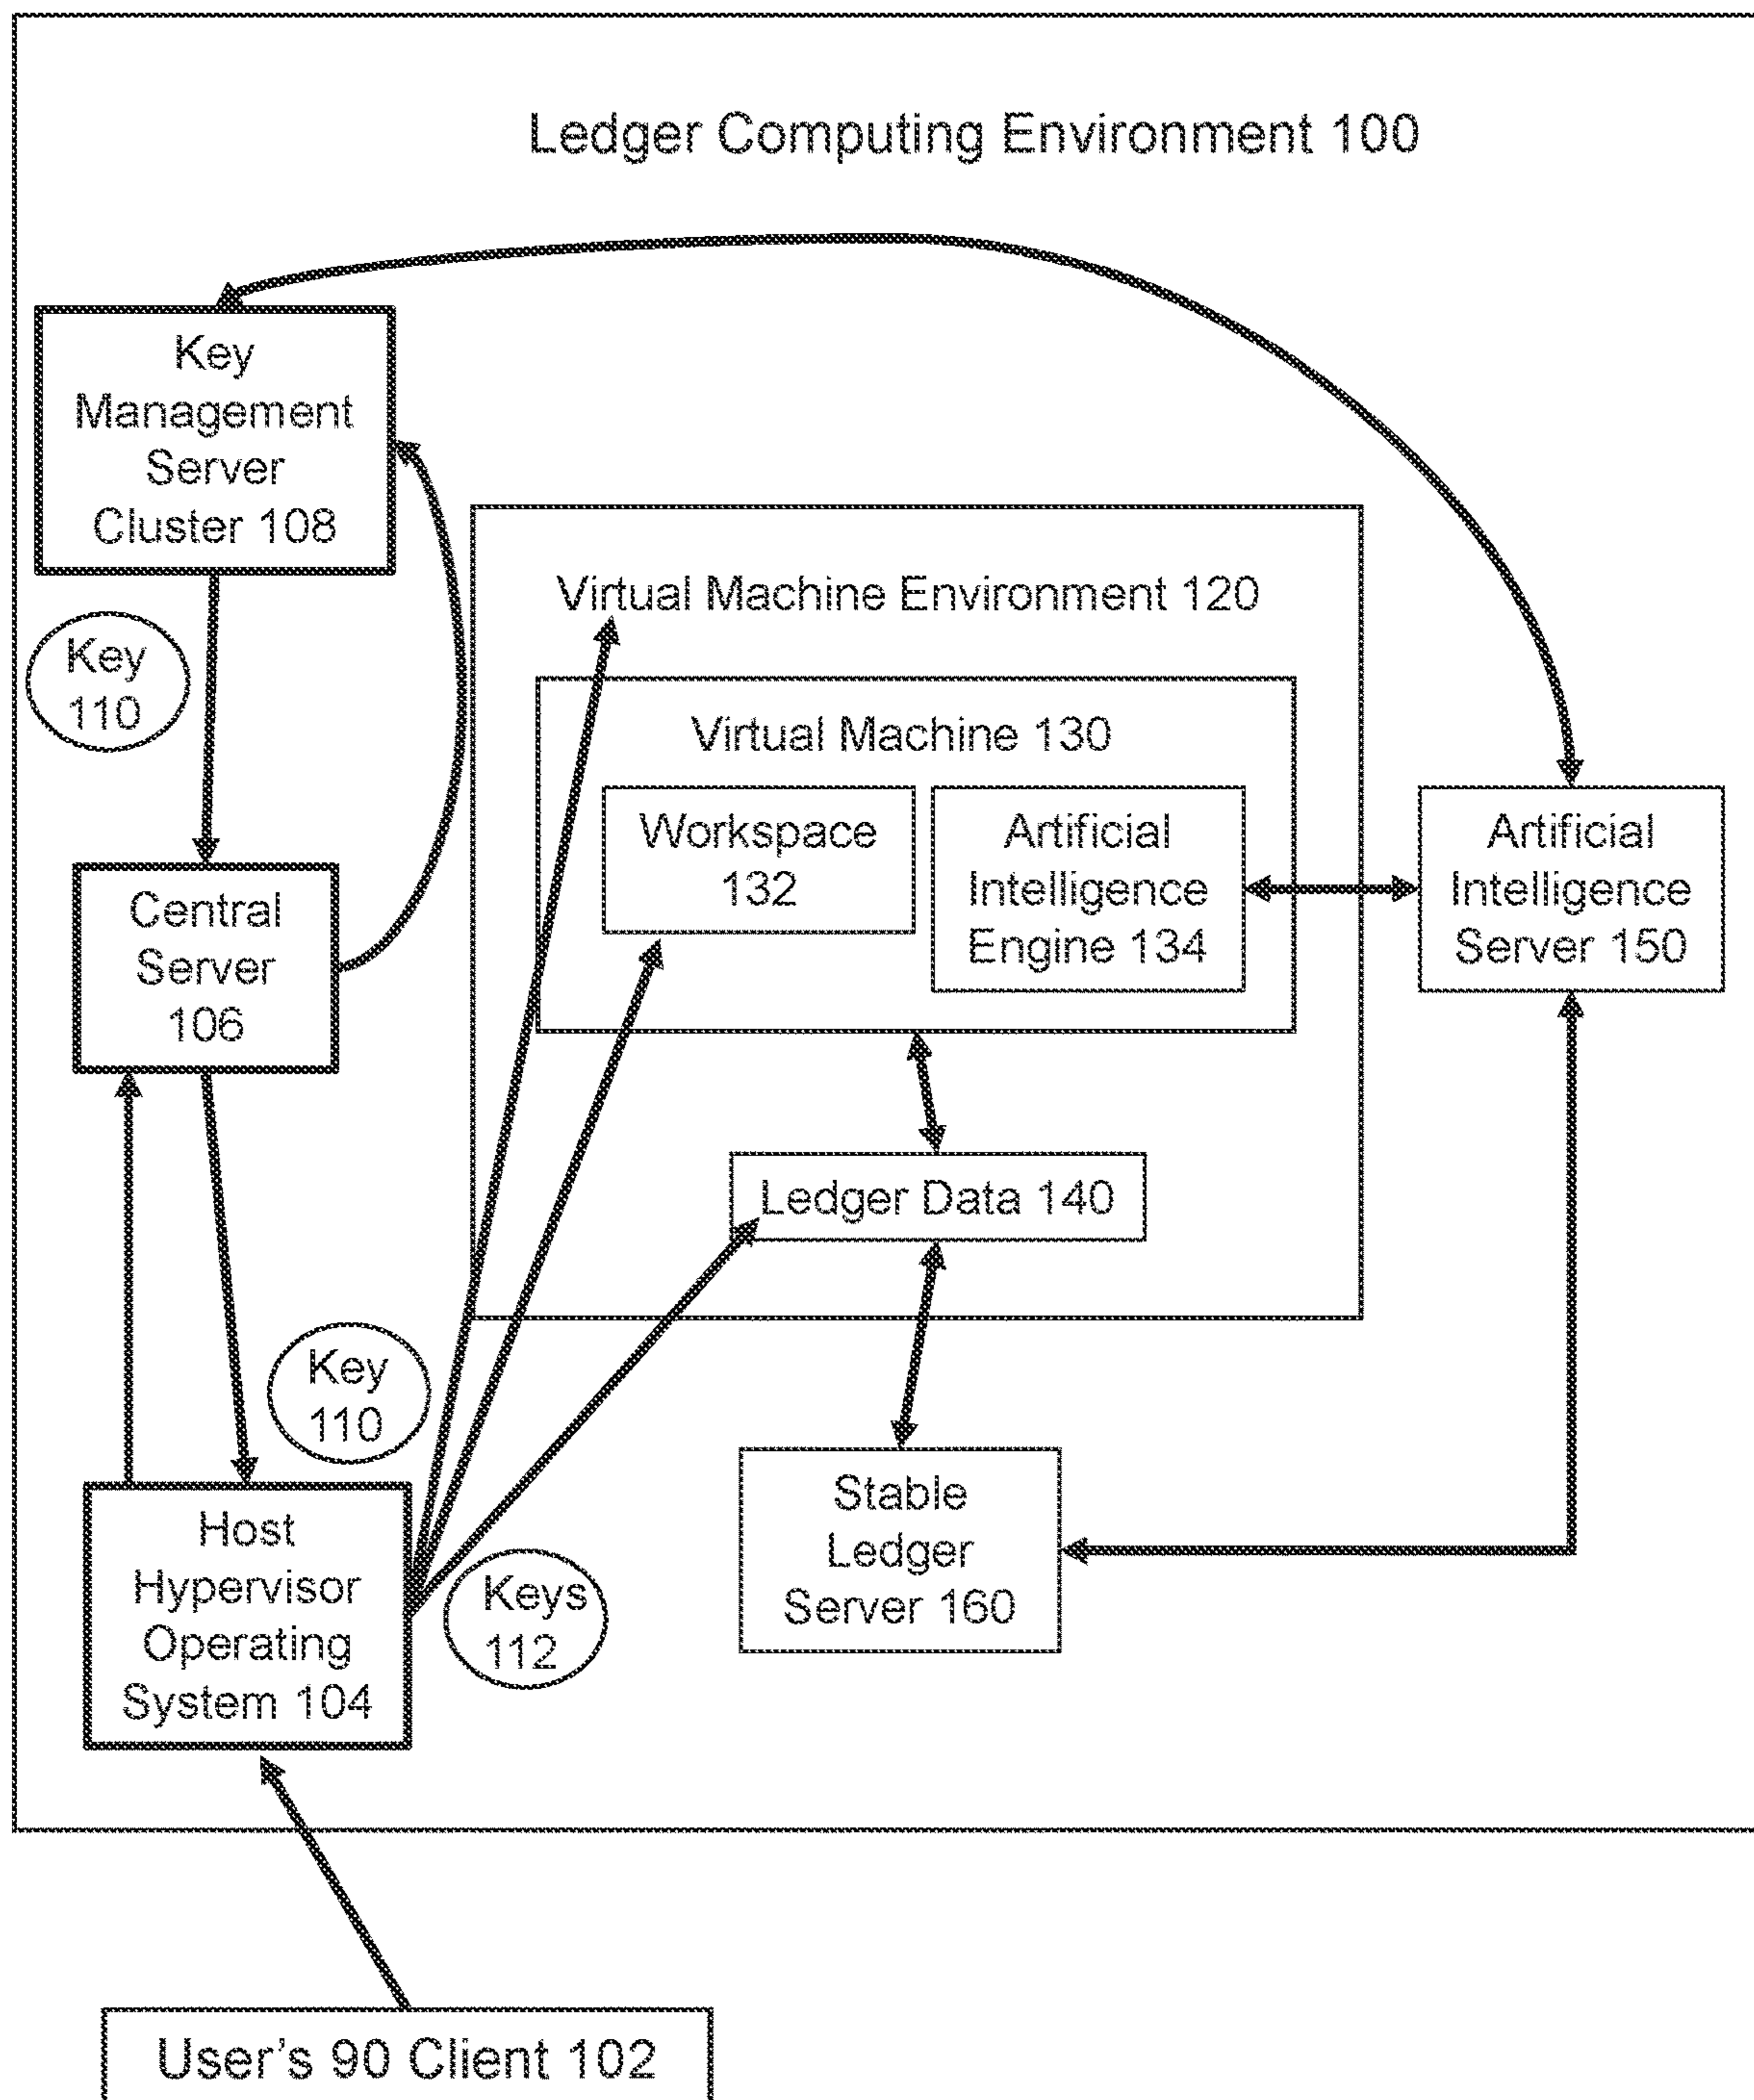 Ledger Computing Environment 100
Key
Management
Server
Cluster 108
Key
110
Virtual Machine Environment 120
Virtual Machine 130
Workspace
132
Artificial
Intelligence
Engine 134
Artificial
Intelligence
Server 150
Central
Server
106
Ledger Data 140
Key
110
Host
Hypervisor
Operating
System 104
Keys
112
Stable
Ledger
Server 160
User's 90 Client 102